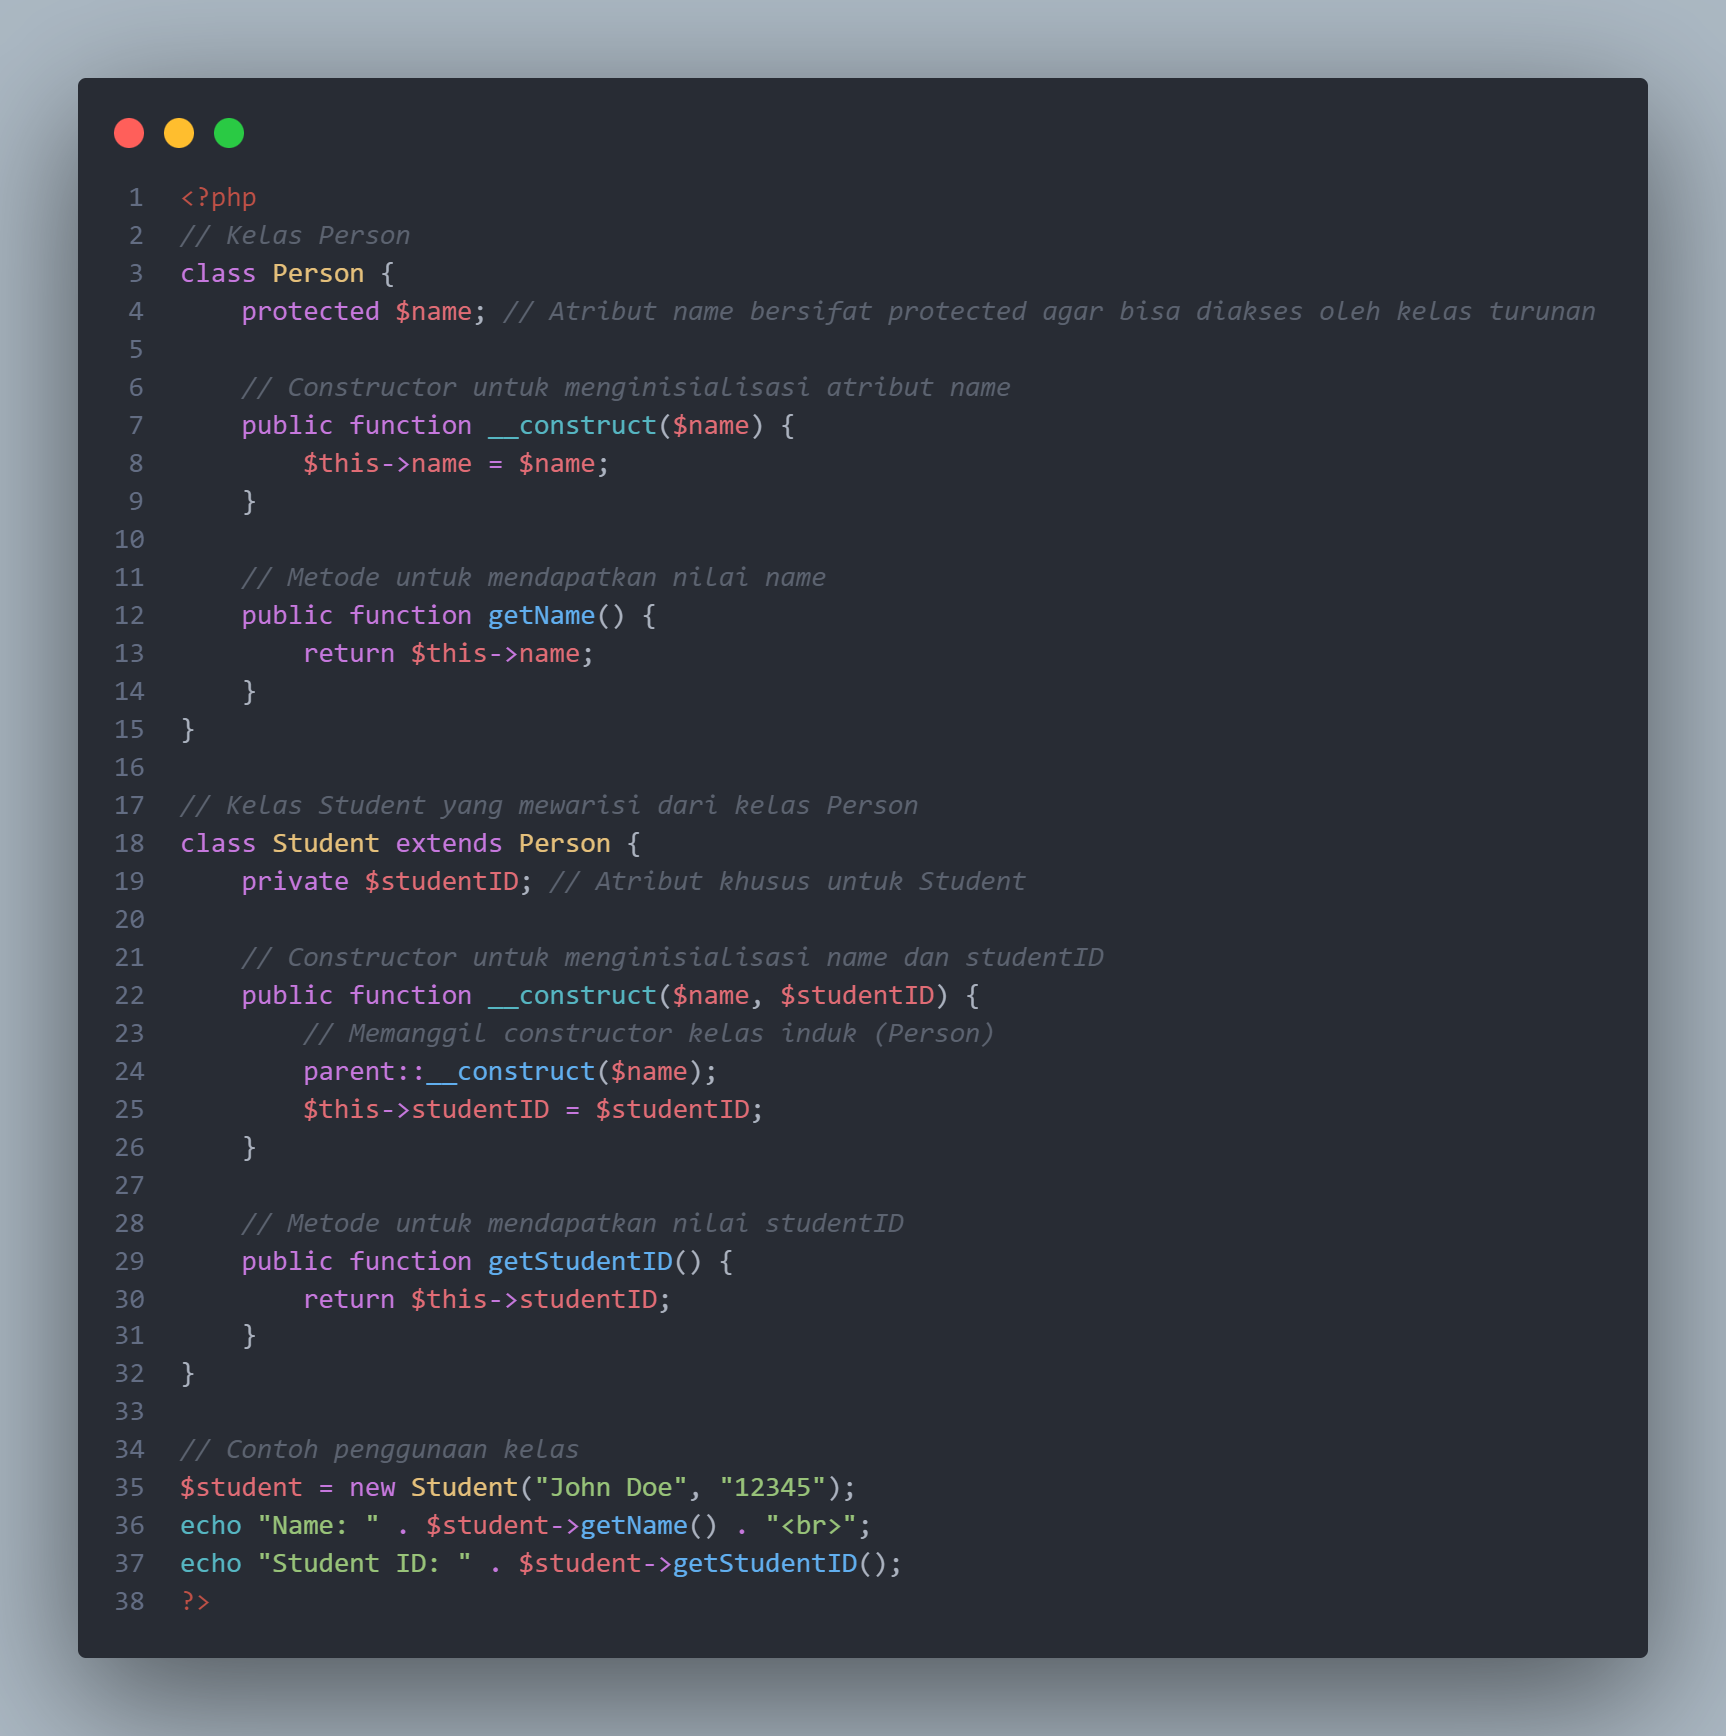 1 <?php
2 // Kelas Person
3 class Person {
4     protected $name; // Atribut name bersifat protected agar bisa diakses oleh kelas turunan
5
6     // Constructor untuk menginisialisasi atribut name
7     public function __construct($name) {
8         $this->name = $name;
9     }
10
11     // Metode untuk mendapatkan nilai name
12     public function getName() {
13         return $this->name;
14     }
15 }
16
17 // Kelas Student yang mewarisi dari kelas Person
18 class Student extends Person {
19     private $studentID; // Atribut khusus untuk Student
20
21     // Constructor untuk menginisialisasi name dan studentID
22     public function __construct($name, $studentID) {
23         // Memanggil constructor kelas induk (Person)
24         parent::__construct($name);
25         $this->studentID = $studentID;
26     }
27
28     // Metode untuk mendapatkan nilai studentID
29     public function getStudentID() {
30         return $this->studentID;
31     }
32 }
33
34 // Contoh penggunaan kelas
35 $student = new Student("John Doe", "12345");
36 echo "Name: " . $student->getName() . "<br>";
37 echo "Student ID: " . $student->getStudentID();
38 ?>